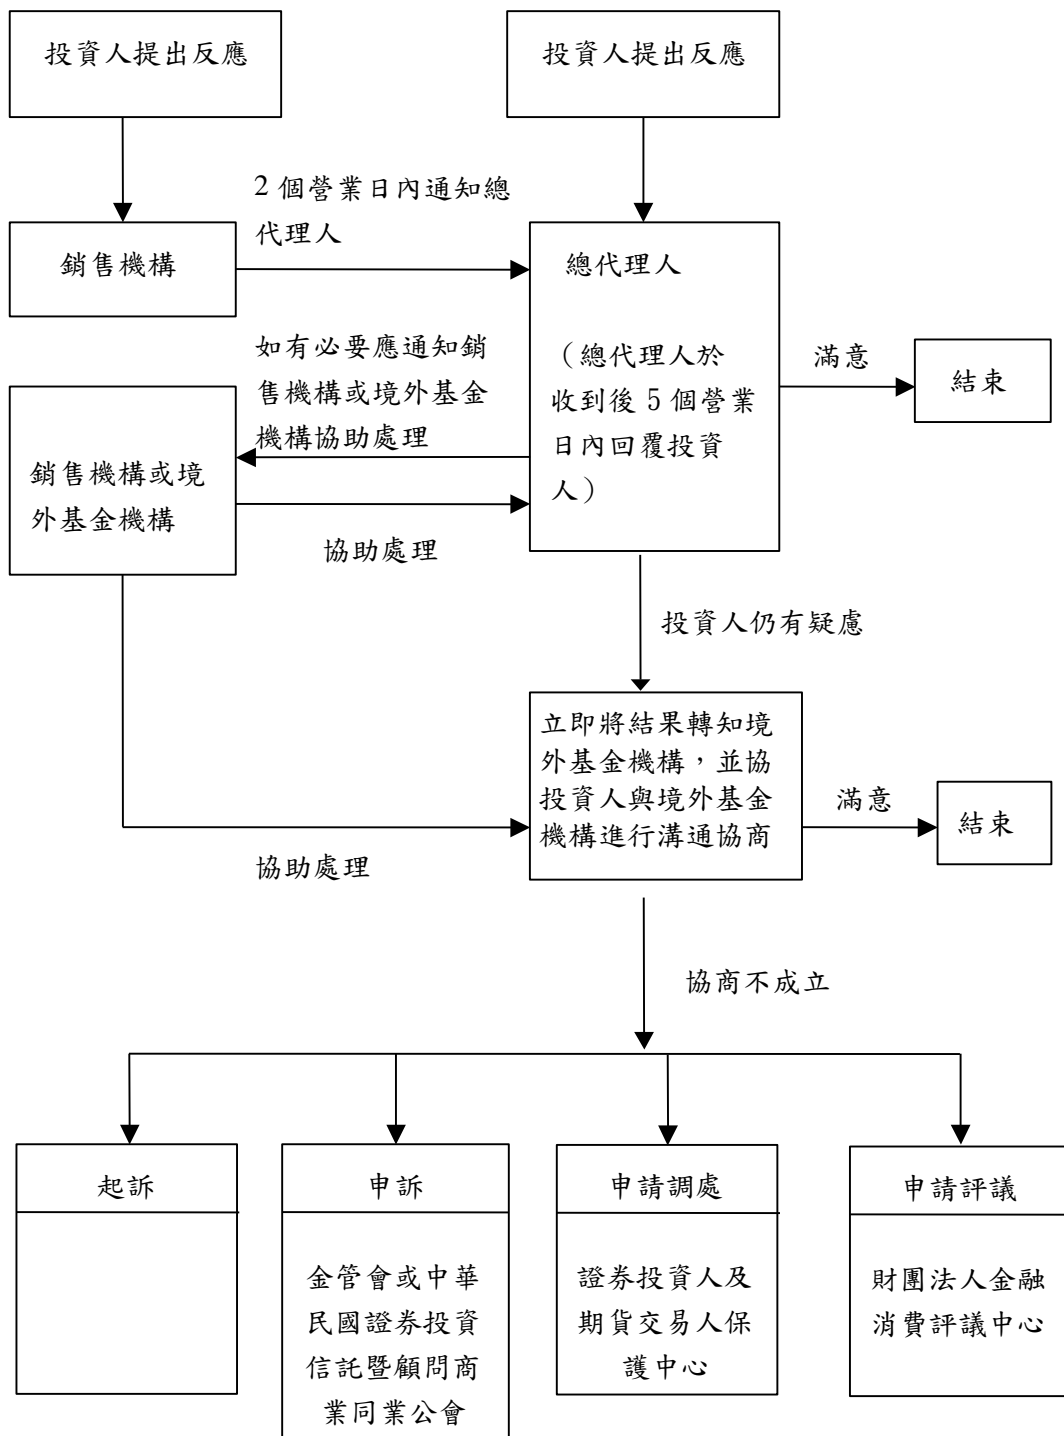 投資人提出反應
投資人提出反應
2 個營業日內通知總
代理人
銷售機構
總代理人
（總代理人於
收到後 5 個營業
日內回覆投資
人）
滿意
結束
如有必要應通知銷
售機構或境外基金
機構協助處理
銷售機構或境
外基金機構
協助處理
投資人仍有疑慮
立即將結果轉知境
外基金機構，並協
投資人與境外基金
機構進行溝通協商
滿意
結束
協助處理
協商不成立
起訴
申訴
金管會或中華
民國證券投資
信託暨顧問商
業同業公會
申請調處
證券投資人及
期貨交易人保
護中心
申請評議
財團法人金融
消費評議中心